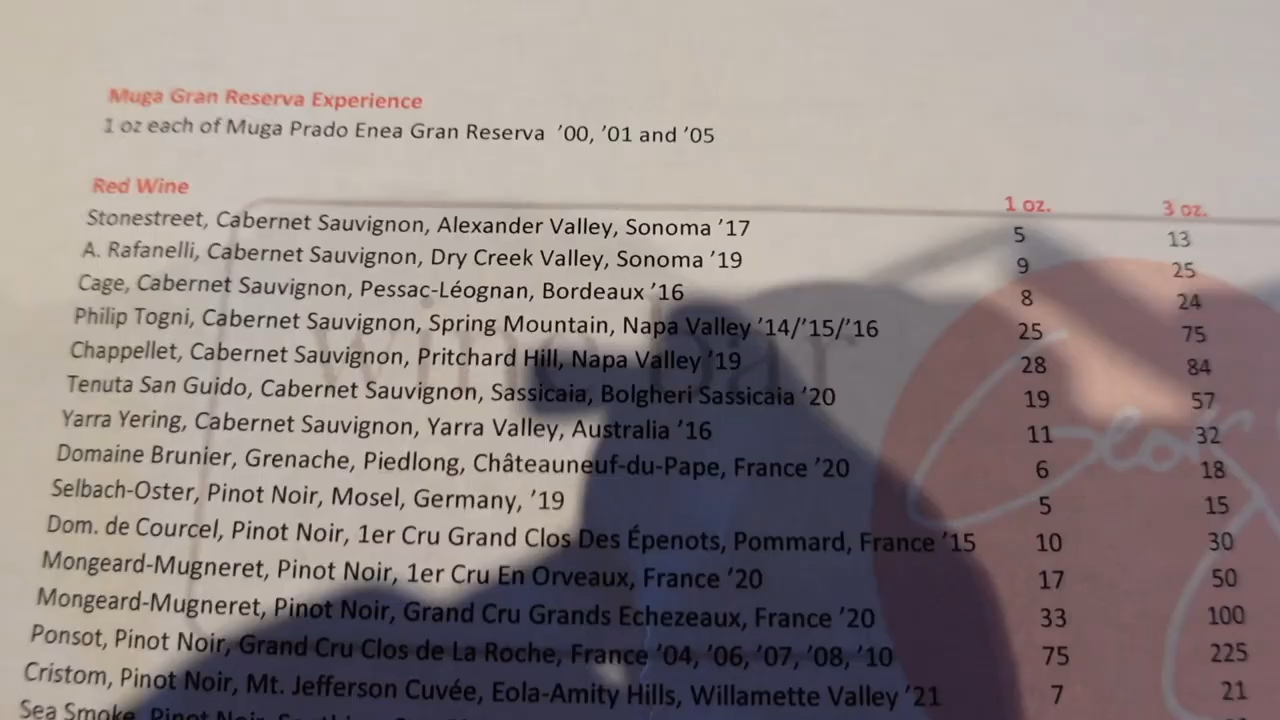 Muga Gran Reserva Experience
1 oz each of Muga Prado Enea Gran Reserva '00, '01 and '05
Red Wine 1 oz. 3 oz.
Stonestreet, Cabernet Sauvignon, Alexander Valley, Sonoma '17 5 13
A. Rafanelli, Cabernet Sauvignon, Dry Creek Valley, Sonoma '19 9 25
Cage, Cabernet Sauvignon, Pessac-Léognan, Bordeaux '16 8 24
Philip Togni, Cabernet Sauvignon, Spring Mountain, Napa Valley '14/'15/'16 25 75
Chappellet, Cabernet Sauvignon, Pritchard Hill, Napa Valley '19 28 84
Tenuta San Guido, Cabernet Sauvignon, Sassicaia, Bolgheri Sassicaia '20 19 57
Yarra Yering, Cabernet Sauvignon, Yarra Valley, Australia '16 11 32
Domaine Brunier, Grenache, Piedlong, Châteauneuf-du-Pape, France '20 6 18
Selbach-Oster, Pinot Noir, Mosel, Germany, '19 5 15
Dom. de Courcel, Pinot Noir, 1er Cru Grand Clos Des Épenots, Pommard, France '15 10 30
Mongeard-Mugneret, Pinot Noir, 1er Cru En Orveaux, France '20 17 50
Mongeard-Mugneret, Pinot Noir, Grand Cru Grands Echezeaux, France '20 33 100
Ponsot, Pinot Noir, Grand Cru Clos de La Roche, France '04, '06, '07, '08, '10 75 225
Cristom, Pinot Noir, Mt. Jefferson Cuvée, Eola-Amity Hills, Willamette Valley '21 7 21
Sea Smoke, Pinot Noir,
wine bar